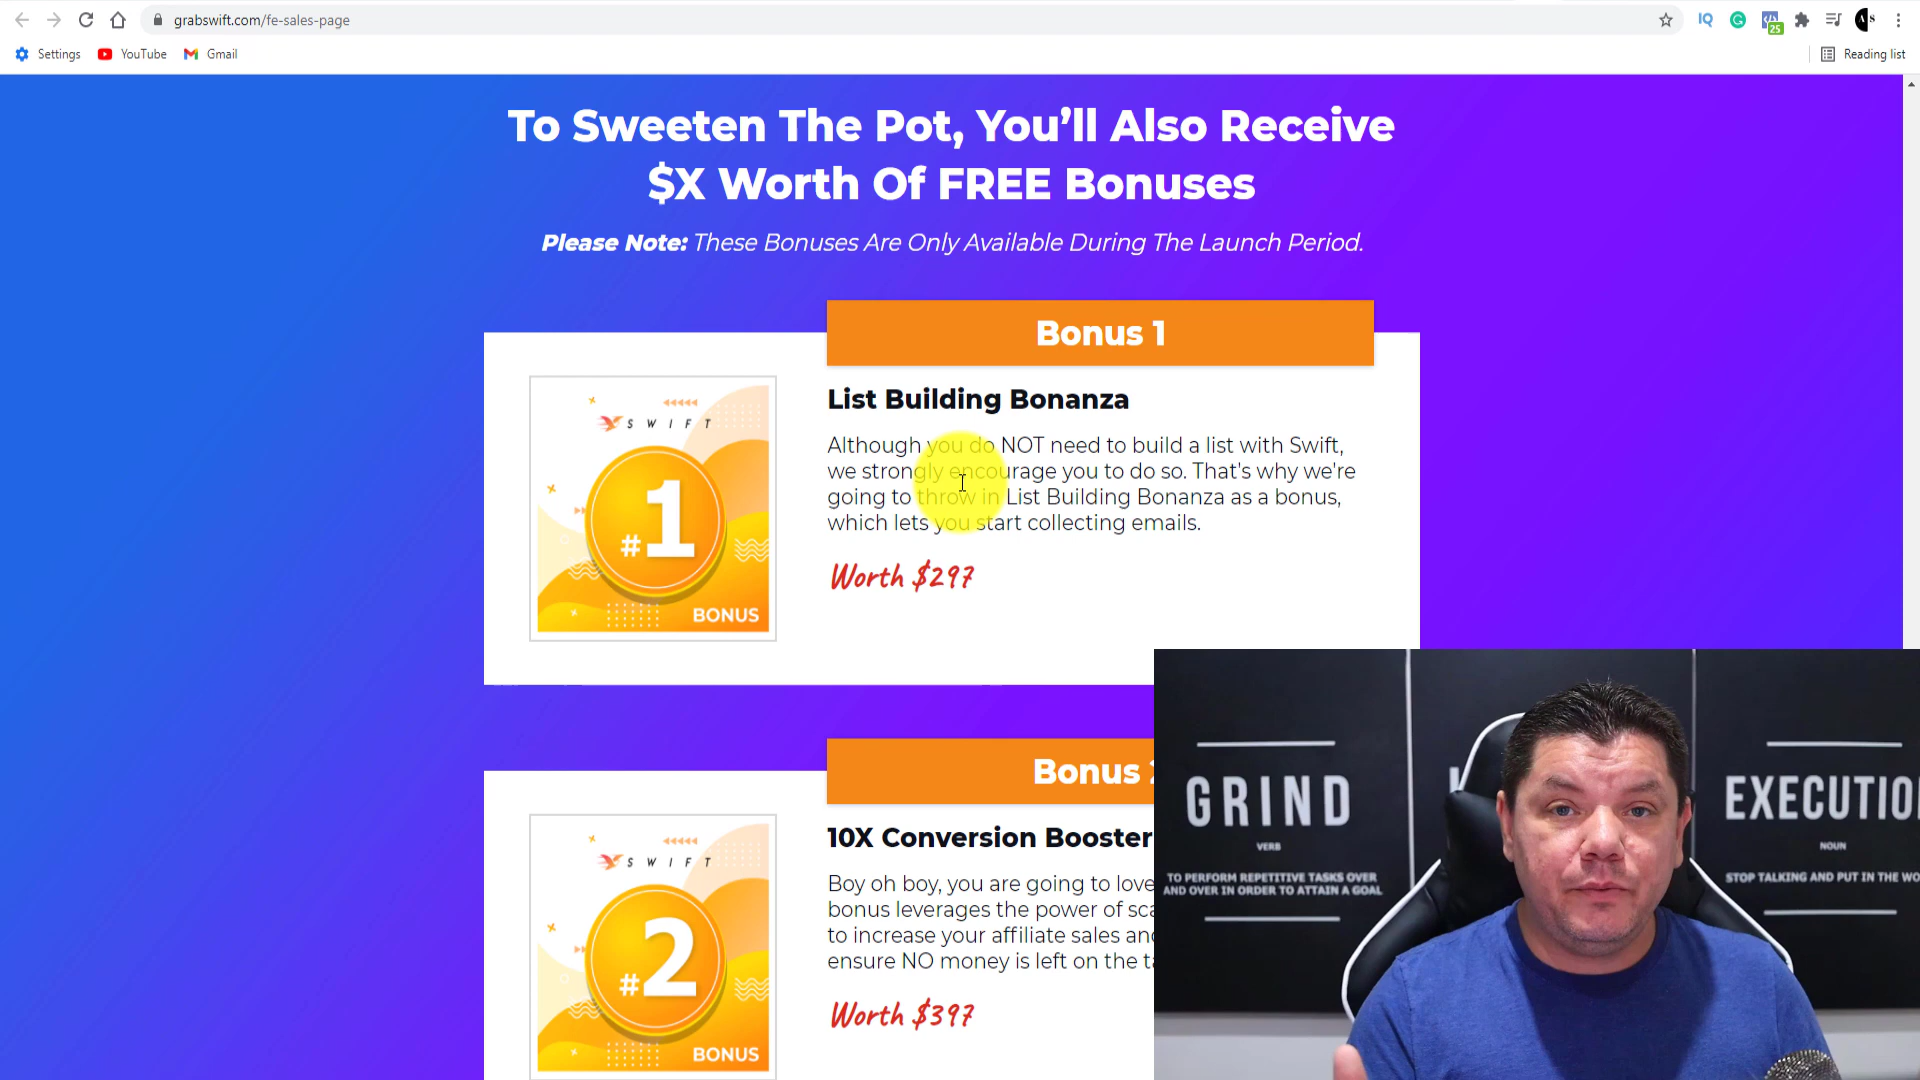 grabswift.com/fe-sales-page
25
Settings
YouTube
Gmail
Reading list
To Sweeten The Pot, You'll Also Receive
$X Worth Of FREE Bonuses
Please Note: These Bonuses Are Only Available During The Launch Period.
Bonus 1
List Building Bonanza
Although you do NOT need to build a list with Swift,
we strongly encourage you to do so. That's why we're
going to throw in List Building Bonanza as a bonus,
which lets you start collecting emails.
Worth $297
SWIFT
#1
BONUS
Bonus
10X Conversion Booster
Boy oh boy, you are going to love
bonus leverages the power of
to increase your affiliate sales
ensure NO money is left on the
Worth $397
SWIFT
#2
BONUS
GRIND
VERB
TO PERFORM REPETITIVE TASKS OVER
AND OVER IN ORDER TO ATTAIN A GOAL
EXECUTIO
NOUN
STOP TALKING AND PUT IN THE WO